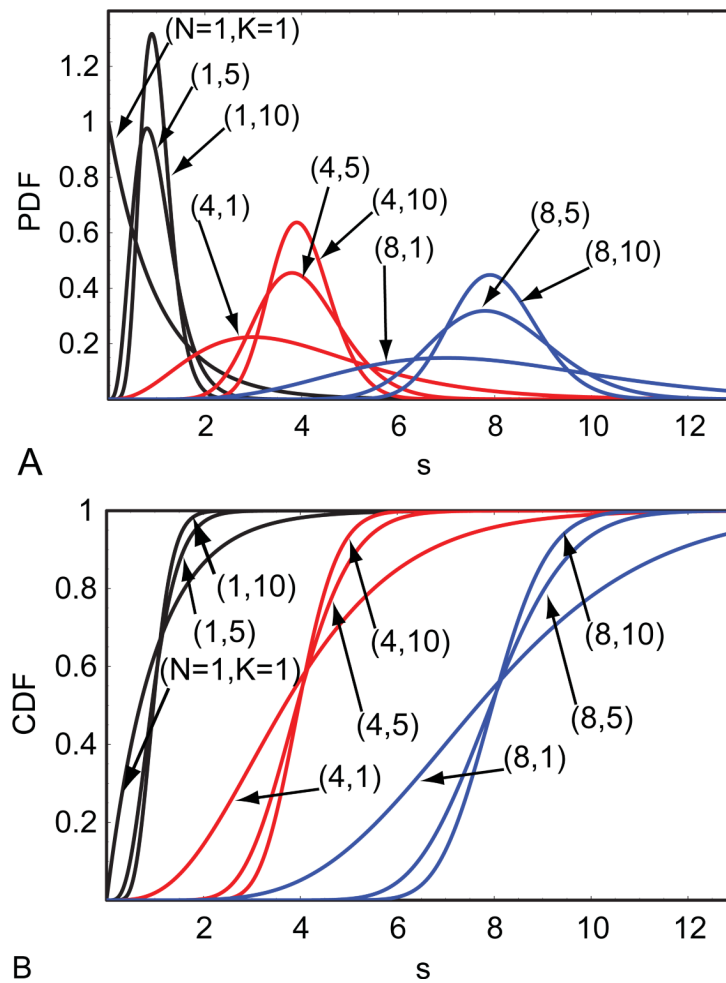 (N=1,K=1)
(1,5)
(1,10)
(4,1)
(4,5)
(4,10)
(8,1)
(8,5)
(8,10)
PDF
1.2
1
0.8
0.6
0.4
0.2
2 4 6 8 10 12
s
A
1
0.8
0.6
0.4
0.2
CDF
(1,10)
(1,5)
(N=1,K=1)
(4,10)
(4,5)
(4,1)
(8,10)
(8,5)
(8,1)
2 4 6 8 10 12
s
B